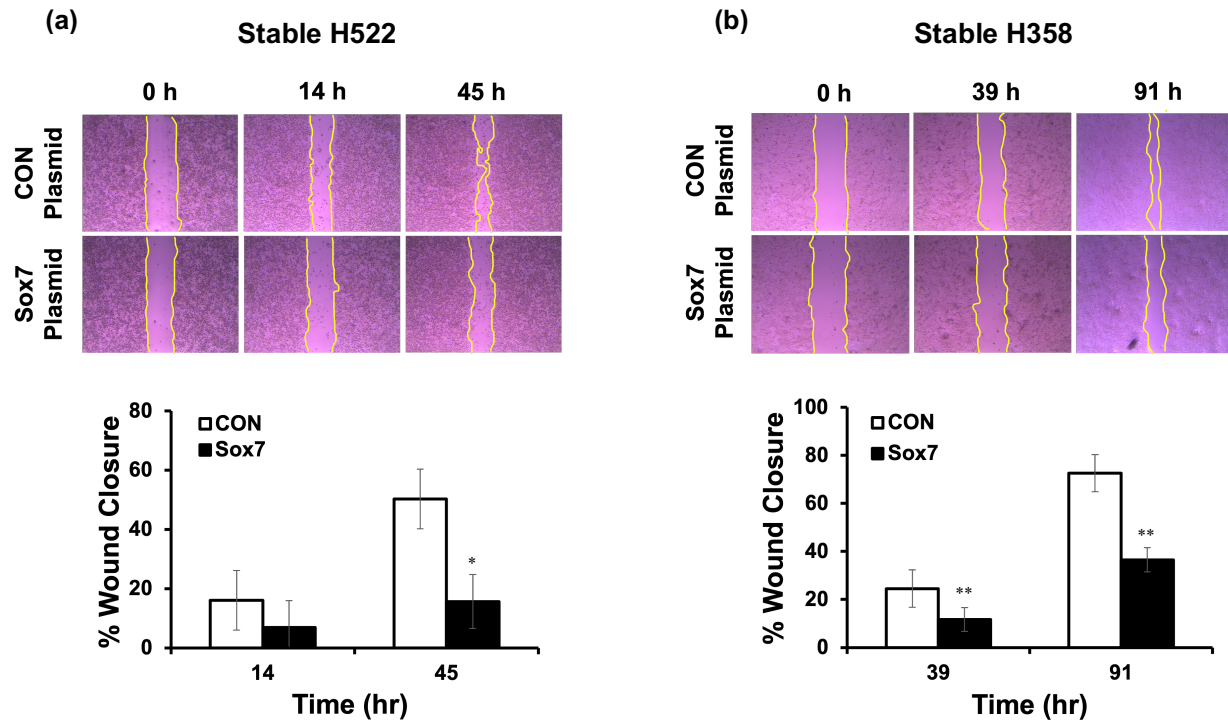 (a)
Stable H522
0 h 14 h 45 h
CON
Plasmid
Sox7
Plasmid
% Wound Closure
80
60
40
20
0
CON
Sox7
*
14 45
Time (hr)
(b)
Stable H358
0 h 39 h 91 h
CON
Plasmid
Sox7
Plasmid
% Wound Closure
100
80
60
40
20
0
CON
Sox7
**
**
39 91
Time (hr)